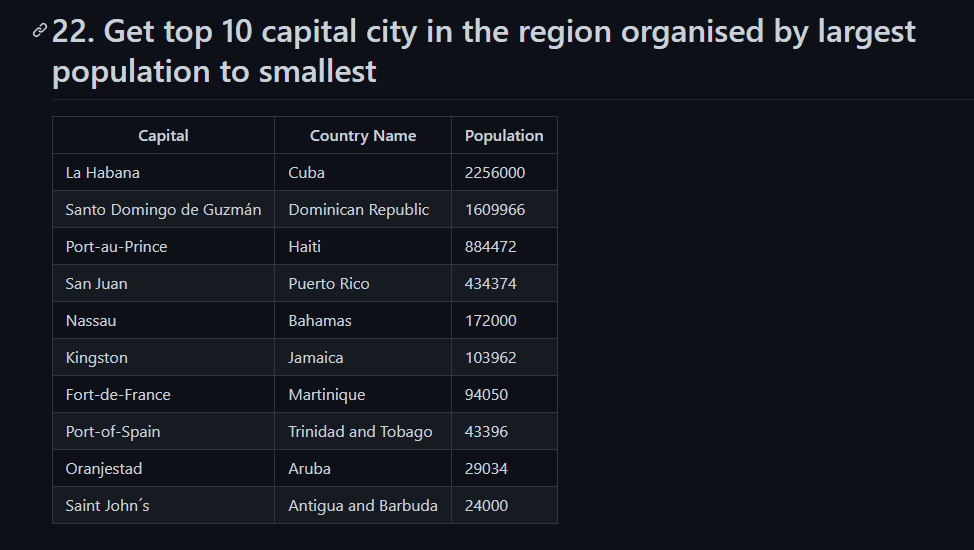 22. Get top 10 capital city in the region organised by largest
population to smallest
Capital Country Name Population
La Habana Cuba 2256000
Santo Domingo de Guzmán Dominican Republic 1609966
Port-au-Prince Haiti 884472
San Juan Puerto Rico 434374
Nassau Bahamas 172000
Kingston Jamaica 103962
Fort-de-France Martinique 94050
Port-of-Spain Trinidad and Tobago 43396
Oranjestad Aruba 29034
Saint John´s Antigua and Barbuda 24000